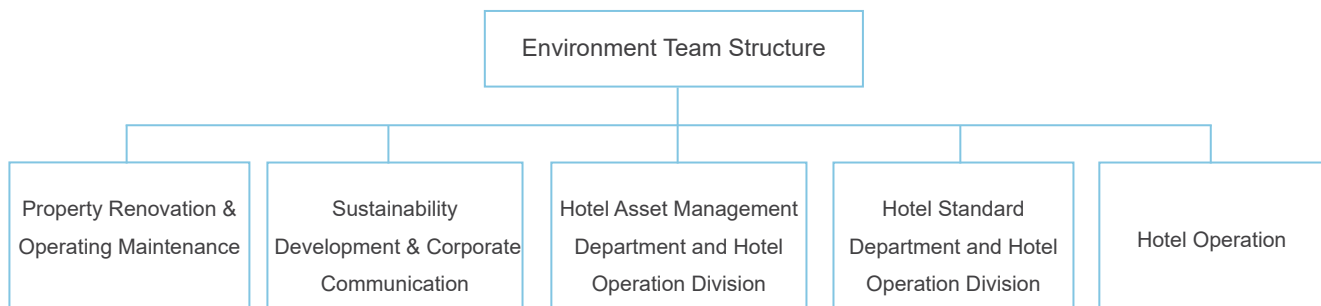 Environment Team Structure
Property Renovation &
Operating Maintenance
Sustainability
Development & Corporate
Communication
Hotel Asset Management
Department and Hotel
Operation Division
Hotel Standard
Department and Hotel
Operation Division
Hotel Operation